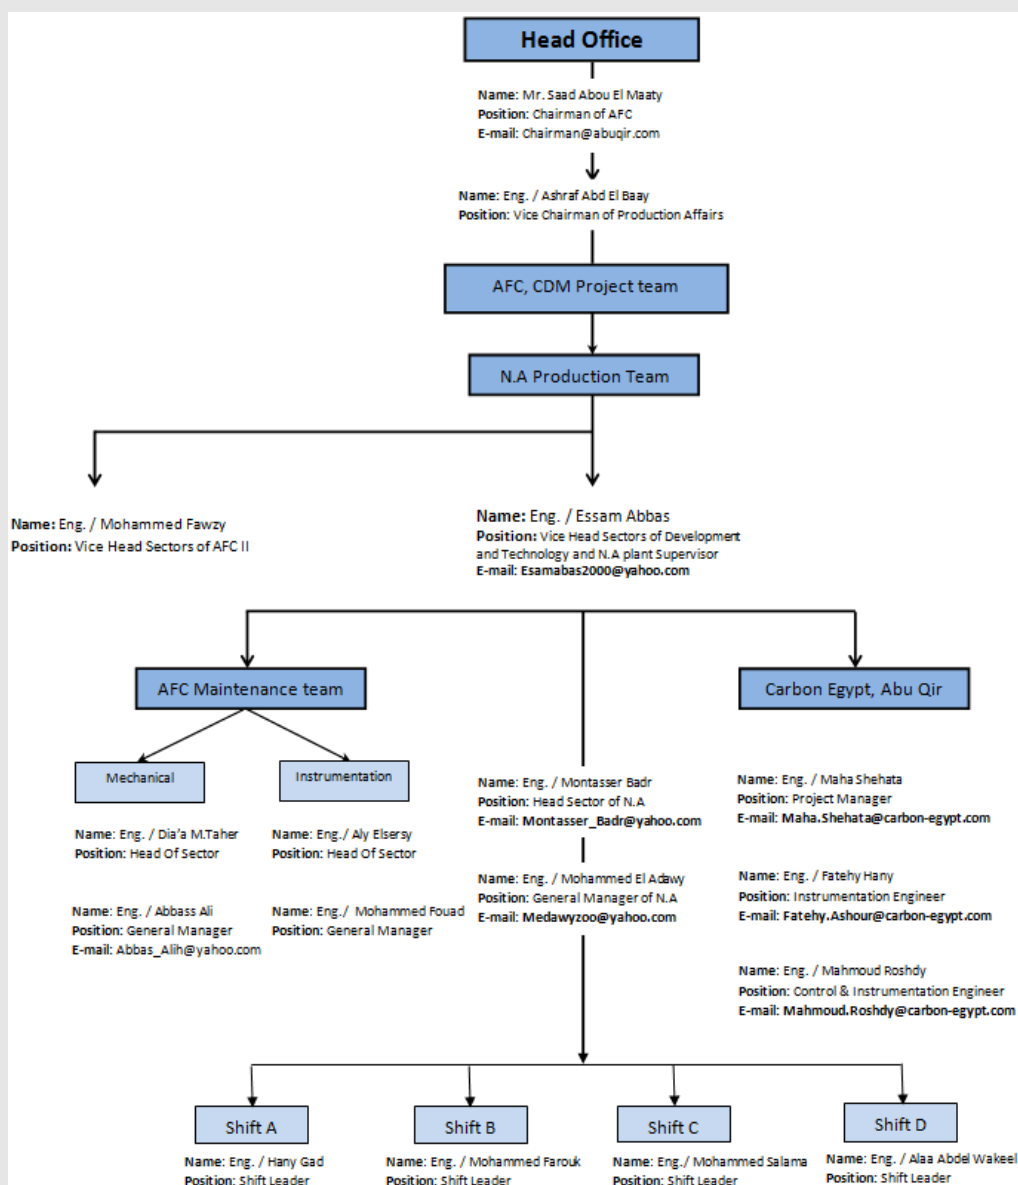 Head Office
Name: Mr. Saad Abou El Maaty
Position: Chairman of AFC
E-mail: Chairman@abuqir.com
Name: Eng. / Ashraf Abd El Baay
Position: Vice Chairman of Production Affairs
AFC, CDM Project team
N.A Production Team
Name: Eng. / Mohammed Fawzy
Position: Vice Head Sectors of AFC II
Name: Eng. / Essam Abbas
Position: Vice Head Sectors of Development
and Technology and N.A plant Supervisor
E-mail: Esamabas2000@yahoo.com
AFC Maintenance team
Carbon Egypt, Abu Qir
Mechanical
Instrumentation
Name: Eng. / Dia'a M.Taher
Position: Head Of Sector
Name: Eng./ Aly Elsersy
Position: Head Of Sector
Name: Eng. / Abbass Ali
Position: General Manager
E-mail: Abbas_Alih@yahoo.com
Name: Eng./ Mohammed Fouad
Position: General Manager
Name: Eng. / Montasser Badr
Position: Head Sector of N.A
E-mail: Montasser_Badr@yahoo.com
Name: Eng. / Mohammed El Adawy
Position: General Manager of N.A
E-mail: Medawyzoo@yahoo.com
Name: Eng. / Maha Shehata
Position: Project Manager
E-mail: Maha.Shehata@carbon-egypt.com
Name: Eng. / Fatehy Hany
Position: Instrumentation Engineer
E-mail: Fatehy.Ashour@carbon-egypt.com
Name: Eng. / Mahmoud Roshdy
Position: Control & Instrumentation Engineer
E-mail: Mahmoud.Roshdy@carbon-egypt.com
Shift A
Name: Eng. / Hany Gad
Position: Shift Leader
Shift B
Name: Eng. / Mohammed Farouk
Position: Shift Leader
Shift C
Name: Eng./ Mohammed Salama
Position: Shift Leader
Shift D
Name: Eng. / Alaa Abdel Wakeel
Position: Shift Leader